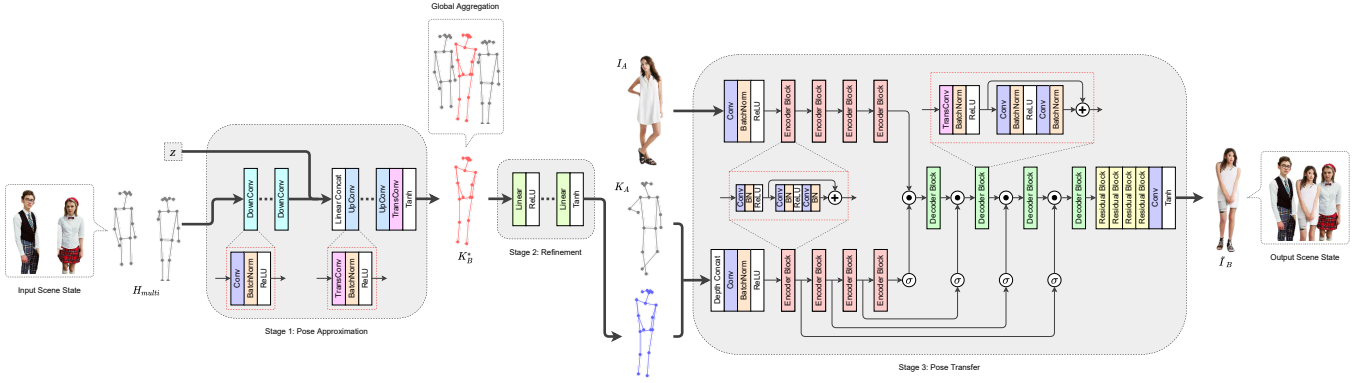 Global Aggregation
z
DownConv
DownConv
Linear Concat
UpConv
UpConv
TransConv
Tanh
Conv
BatchNorm
ReLU
TransConv
BatchNorm
ReLU
Stage 1: Pose Approximation
Input Scene State
H_multi
K_B^*
Linear
ReLU
Linear
Tanh
Stage 2: Refinement
I_A
K_A
Conv
BatchNorm
ReLU
Encoder Block
Encoder Block
Encoder Block
Encoder Block
TransConv
BatchNorm
ReLU
Conv
BatchNorm
ReLU
Conv
BatchNorm
+
Conv
BN
ReLU
Conv
BN
ReLU
Conv
BN
+
Decoder Block
Decoder Block
Decoder Block
Decoder Block
Residual Block
Residual Block
Residual Block
Residual Block
Conv
Tanh
Depth Concat
Conv
BatchNorm
ReLU
Encoder Block
Encoder Block
Encoder Block
Encoder Block
σ
σ
σ
σ
Stage 3: Pose Transfer
Ĩ_B
Output Scene State